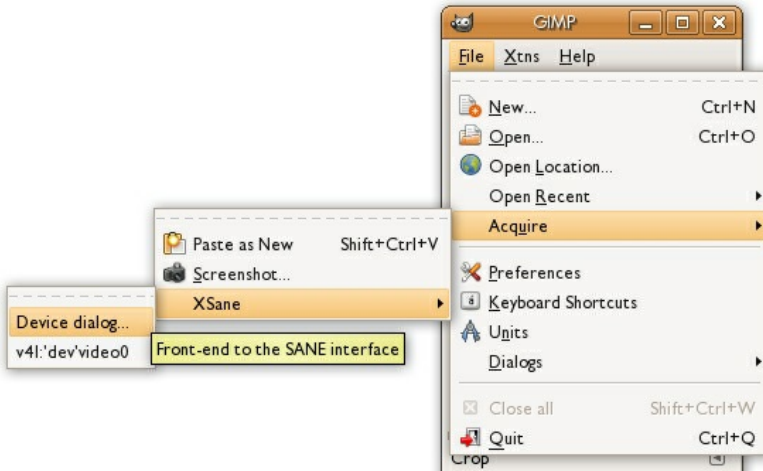 GIMP
File Xtns Help
New... Ctrl+N
Open... Ctrl+O
Open Location...
Open Recent
Acquire
Paste as New Shift+Ctrl+V
Screenshot...
XSane
Device dialog...
v4l:'dev'video0
Front-end to the SANE interface
Preferences
Keyboard Shortcuts
Units
Dialogs
Close all Shift+Ctrl+W
Quit Ctrl+Q
Crop